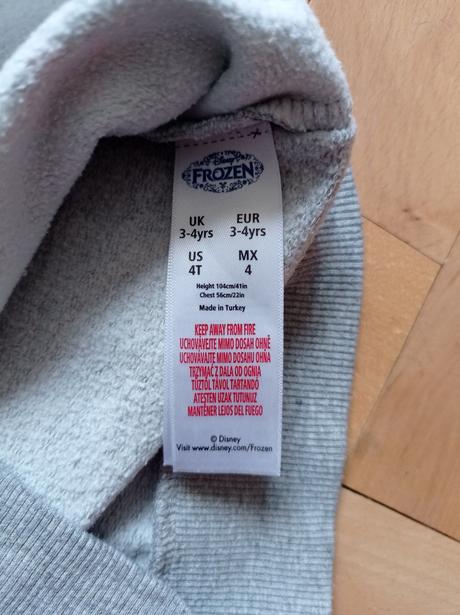 Disney
FROZEN
UK EUR
3-4yrs 3-4yrs
US MX
4T 4
Height 104cm/41in
Chest 56cm/22in
Made in Turkey
KEEP AWAY FROM FIRE
UCHOVÁVEJTE MIMO DOSAH OHNĚ
UCHOVÁVAJTE MIMO DOSAHU OHŇA
TRZYMAĆ Z DALA OD OGNIA
TŰZTŐL TÁVOL TARTANDÓ
ATEŞTEN UZAK TUTUNUZ
MANTENER LEJOS DEL FUEGO
© Disney
Visit www.disney.com/Frozen